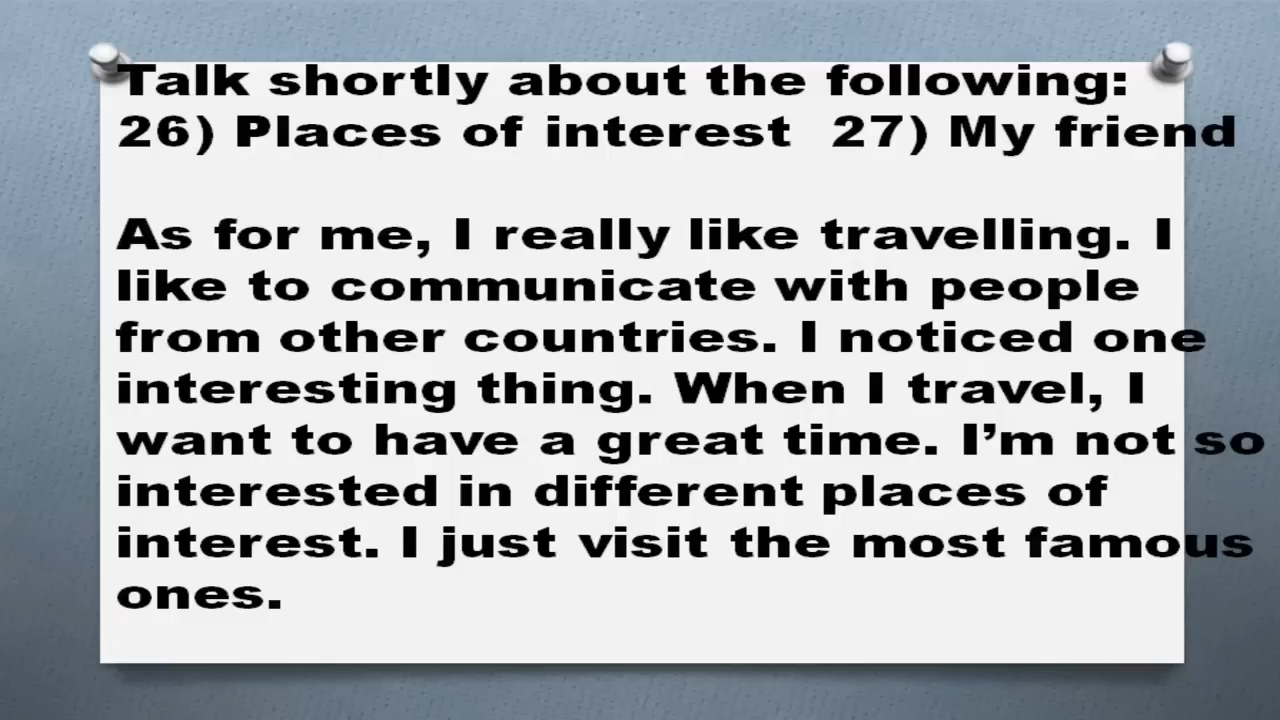 Talk shortly about the following:
26) Places of interest  27) My friend
As for me, I really like travelling. I
like to communicate with people
from other countries. I noticed one
interesting thing. When I travel, I
want to have a great time. I’m not so
interested in different places of
interest. I just visit the most famous
ones.